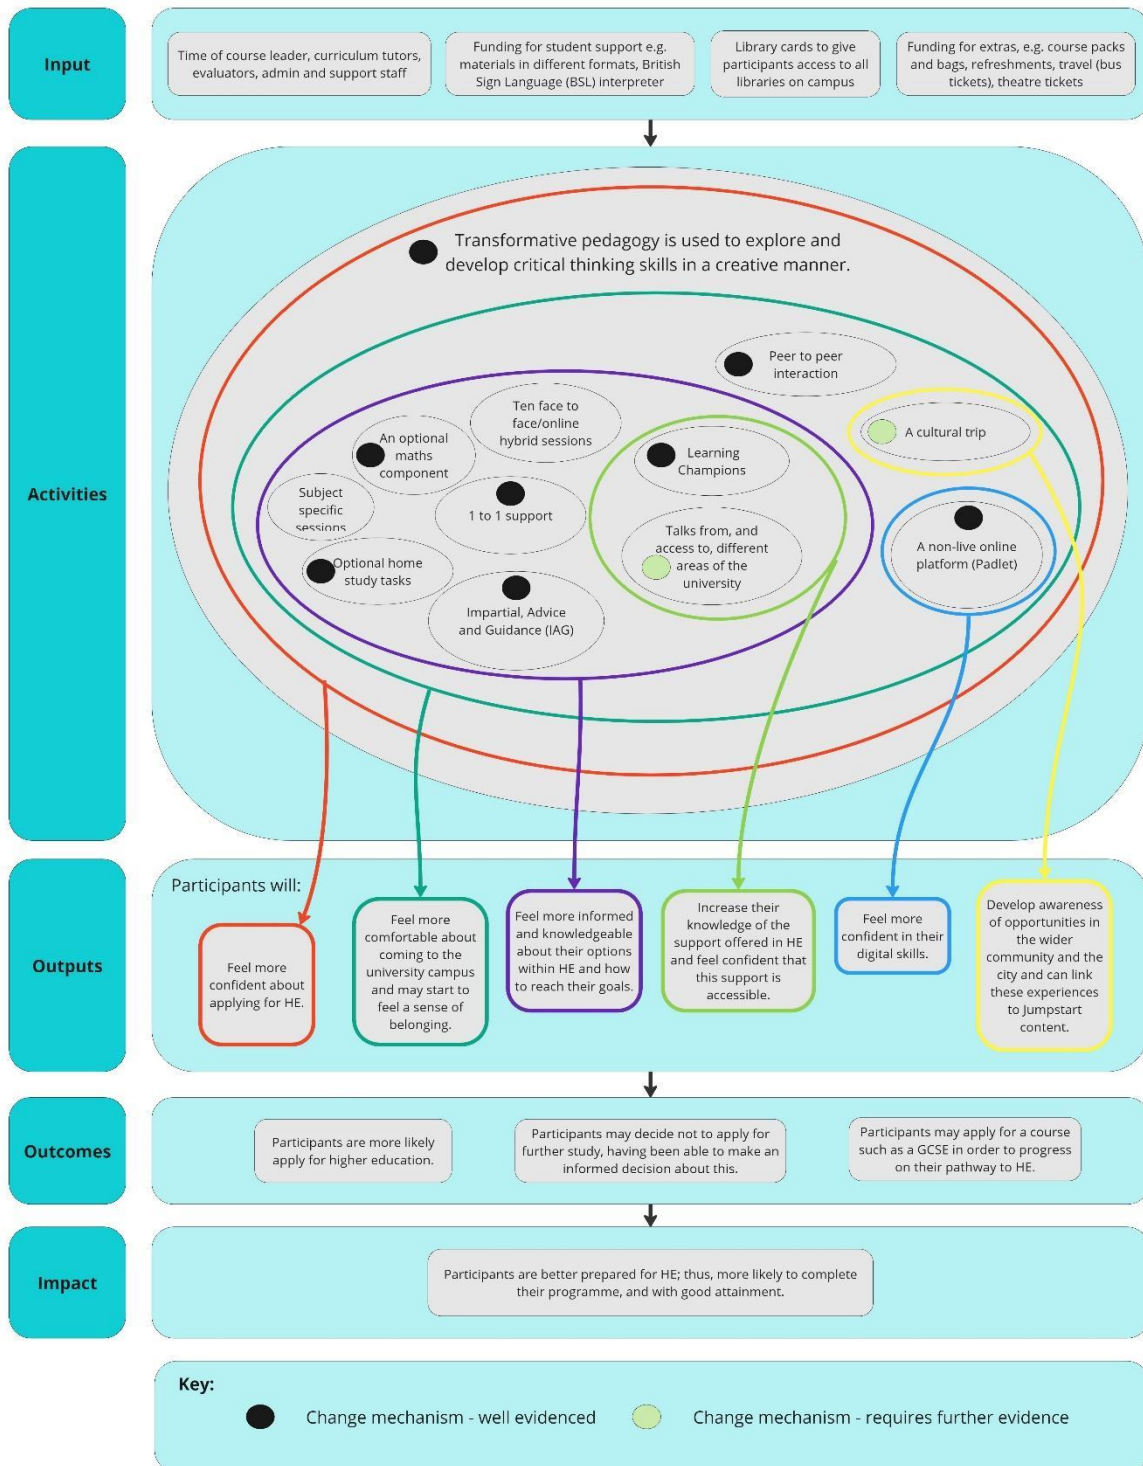 Input
Time of course leader, curriculum tutors,
evaluators, admin and support staff
Funding for student support e.g.
materials in different formats, British
Sign Language (BSL) interpreter
Library cards to give
participants access to all
libraries on campus
Funding for extras, e.g. course packs
and bags, refreshments, travel (bus
tickets), theatre tickets
Activities
Transformative pedagogy is used to explore and
develop critical thinking skills in a creative manner.
Peer to peer
interaction
Ten face to
face/online
hybrid sessions
An optional
maths
component
Learning
Champions
A cultural trip
Subject
specific
sessions
1 to 1 support
Talks from, and
access to, different
areas of the
university
A non-live online
platform (Padlet)
Optional home
study tasks
Impartial, Advice
and Guidance (IAG)
Outputs
Participants will:
Feel more
confident about
applying for HE.
Feel more
comfortable about
coming to the
university campus
and may start to
feel a sense of
belonging.
Feel more informed
and knowledgeable
about their options
within HE and how
to reach their goals.
Increase their
knowledge of the
support offered in HE
and feel confident that
this support is
accessible.
Feel more
confident in their
digital skills.
Develop awareness
of opportunities in
the wider
community and the
city and can link
these experiences
to Jumpstart
content.
Outcomes
Participants are more likely
apply for higher education.
Participants may decide not to apply for
further study, having been able to make an
informed decision about this.
Participants may apply for a course
such as a GCSE in order to progress
on their pathway to HE.
Impact
Participants are better prepared for HE; thus, more likely to complete
their programme, and with good attainment.
Key:
Change mechanism - well evidenced
Change mechanism - requires further evidence